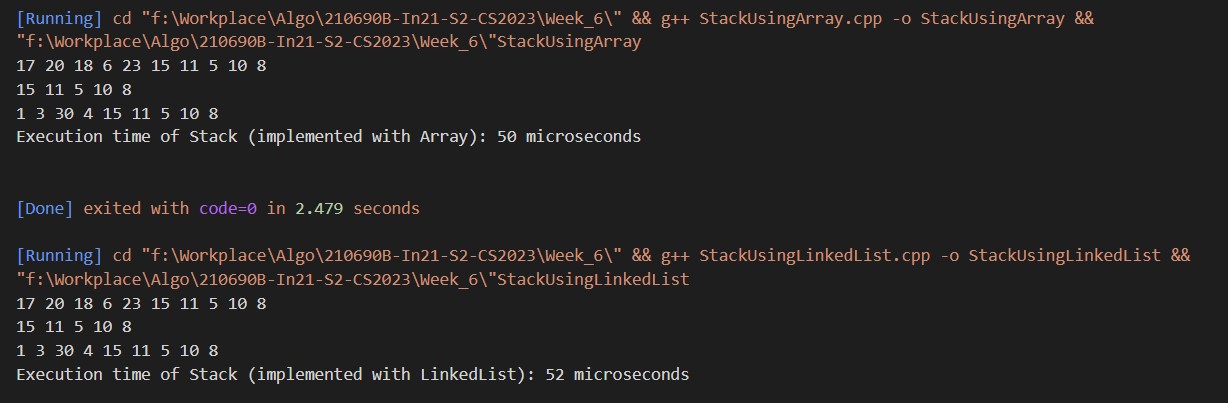 [Running] cd "f:\Workplace\Algo\210690B-In21-S2-CS2023\Week_6\" && g++ StackUsingArray.cpp -o StackUsingArray &&
"f:\Workplace\Algo\210690B-In21-S2-CS2023\Week_6\"StackUsingArray
17 20 18 6 23 15 11 5 10 8
15 11 5 10 8
1 3 30 4 15 11 5 10 8
Execution time of Stack (implemented with Array): 50 microseconds
[Done] exited with code=0 in 2.479 seconds
[Running] cd "f:\Workplace\Algo\210690B-In21-S2-CS2023\Week_6\" && g++ StackUsingLinkedList.cpp -o StackUsingLinkedList &&
"f:\Workplace\Algo\210690B-In21-S2-CS2023\Week_6\"StackUsingLinkedList
17 20 18 6 23 15 11 5 10 8
15 11 5 10 8
1 3 30 4 15 11 5 10 8
Execution time of Stack (implemented with LinkedList): 52 microseconds